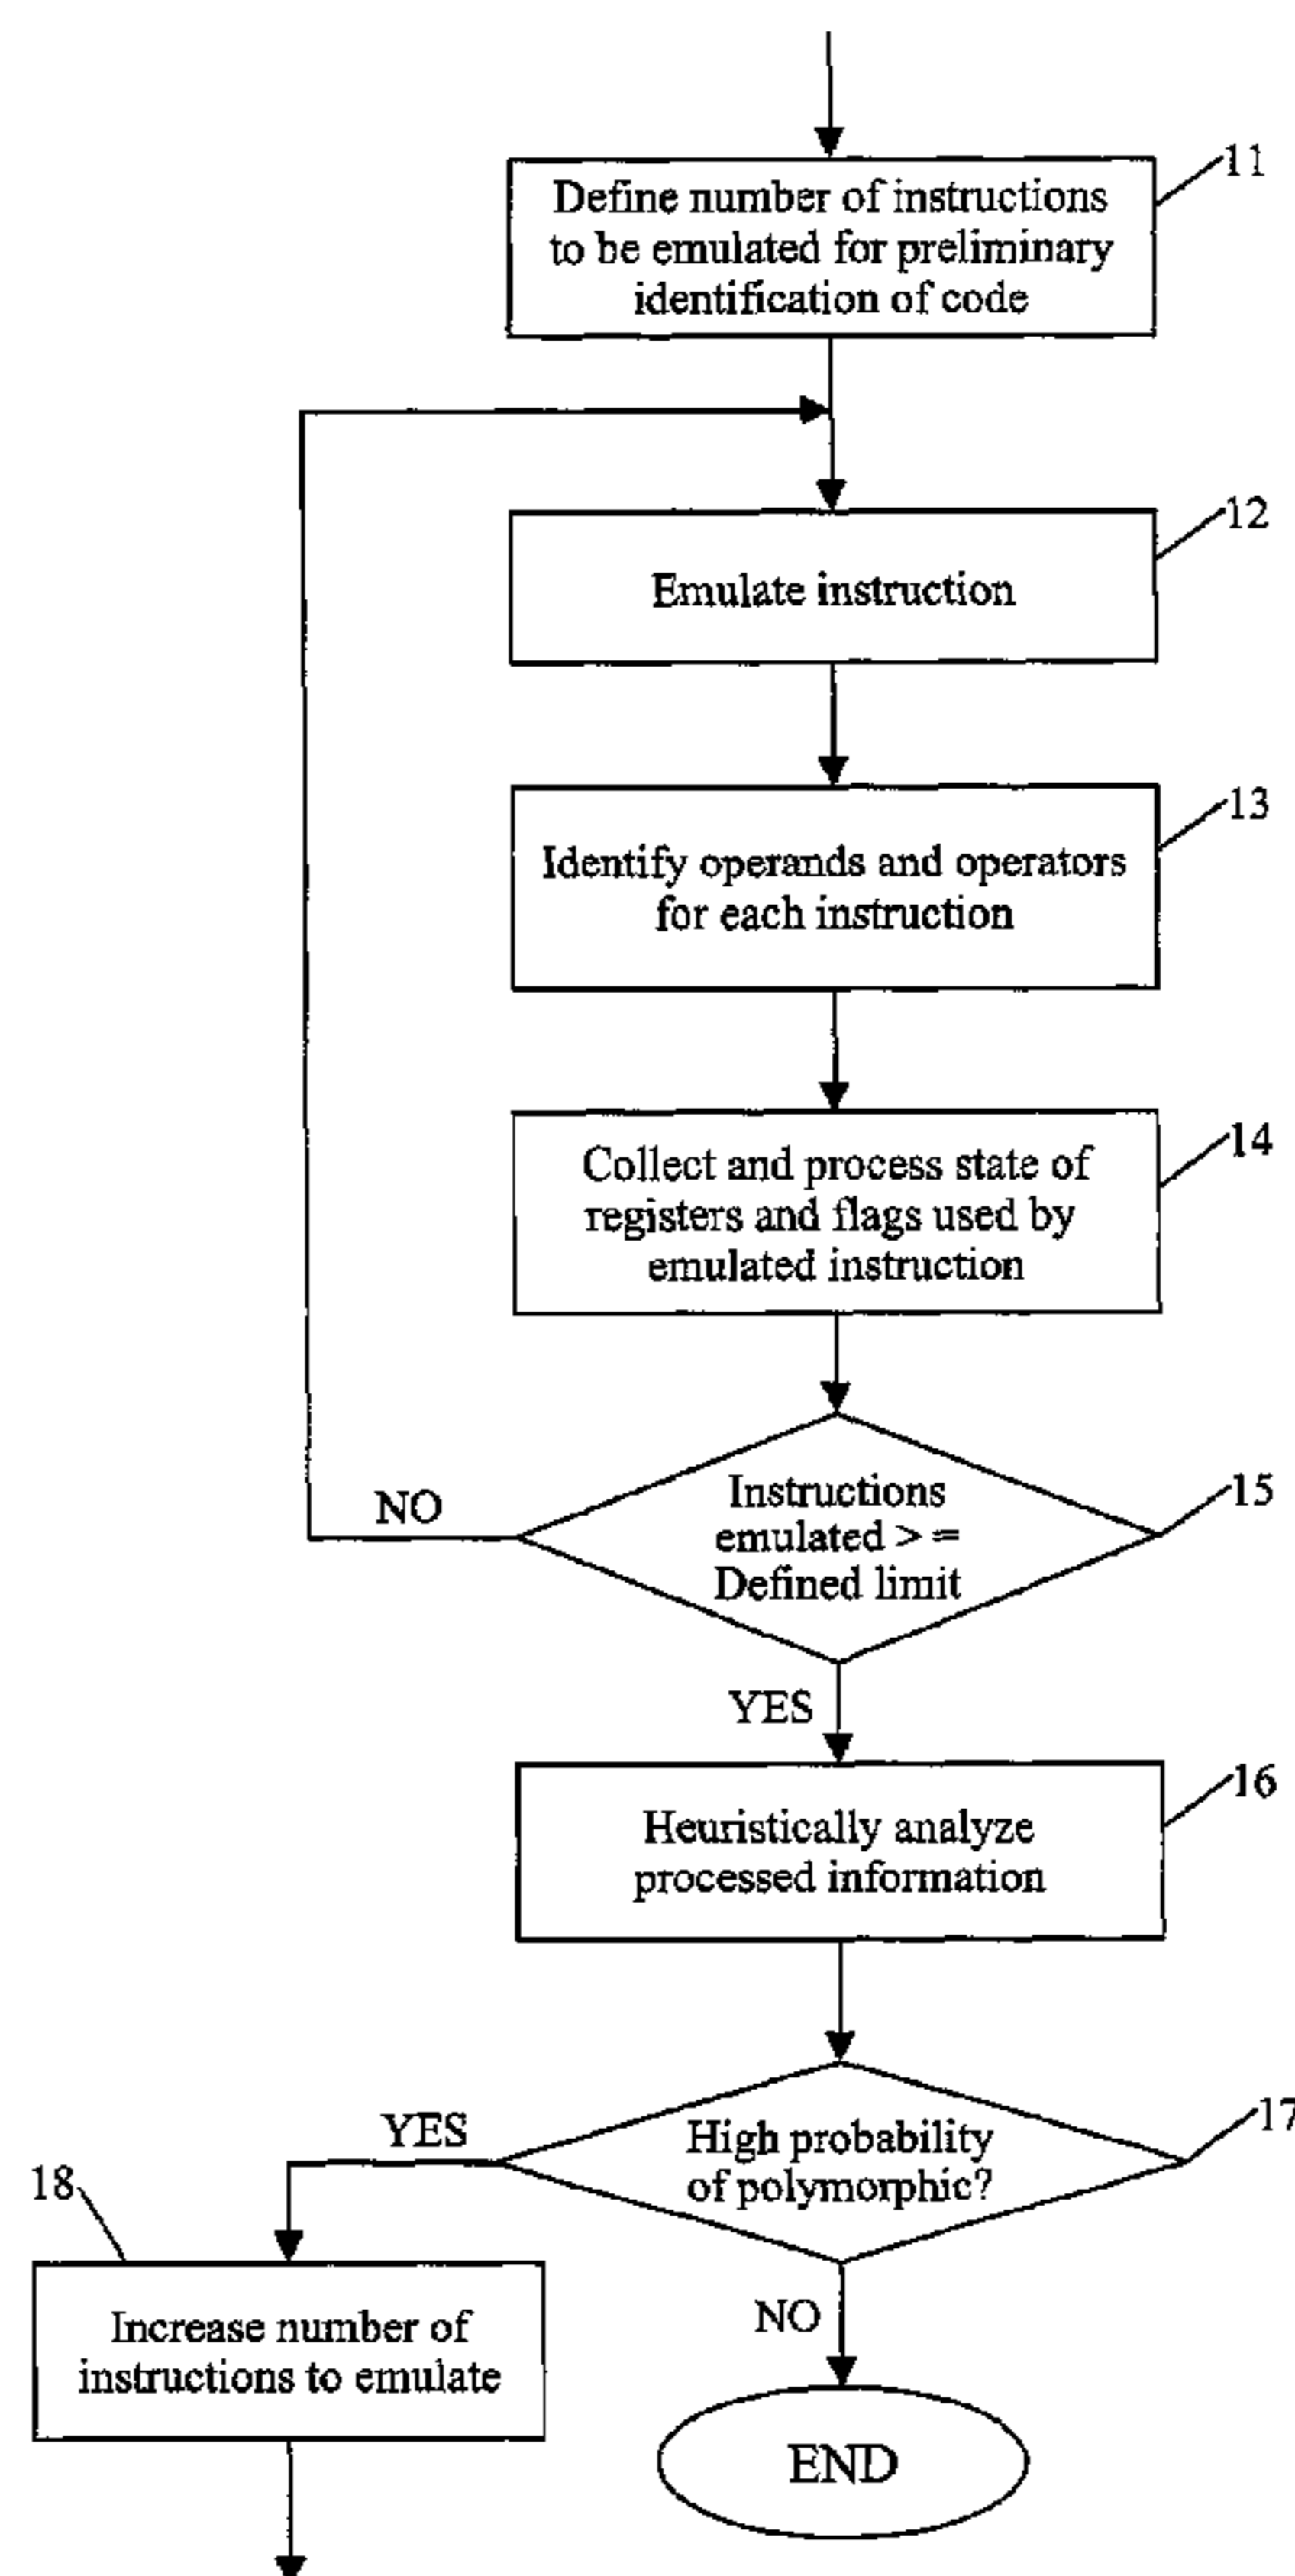 11
Define number of instructions
to be emulated for preliminary
identification of code
12
Emulate instruction
13
Identify operands and operators
for each instruction
14
Collect and process state of
registers and flags used by
emulated instruction
15
Instructions
emulated > =
Defined limit
NO
YES
16
Heuristically analyze
processed information
17
High probability
of polymorphic?
YES
18
Increase number of
instructions to emulate
NO
END